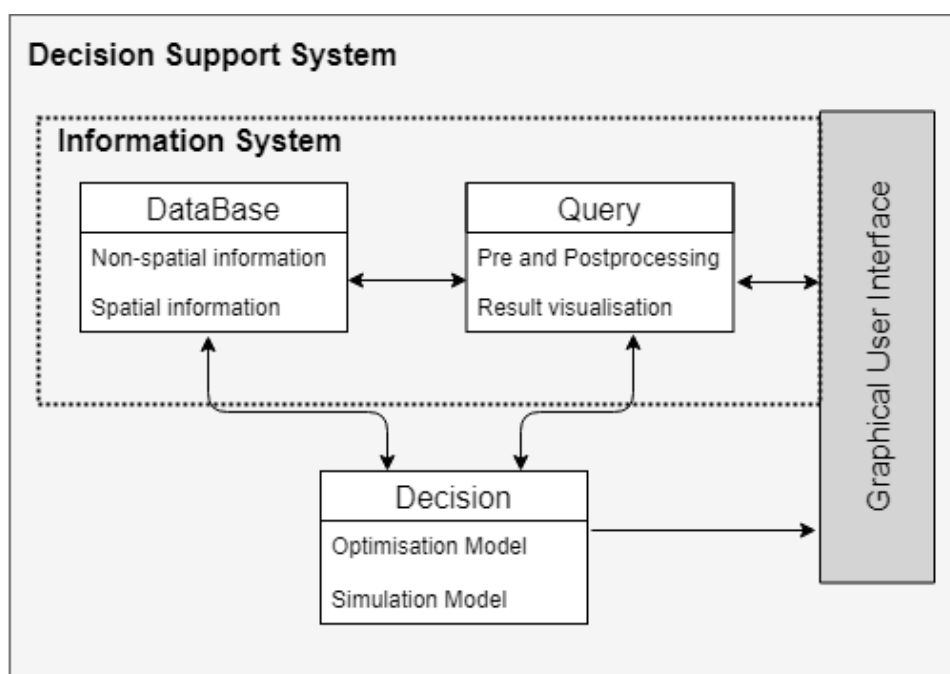 Decision Support System
Information System
DataBase
Non-spatial information
Spatial information
Query
Pre and Postprocessing
Result visualisation
Graphical User Interface
Decision
Optimisation Model
Simulation Model